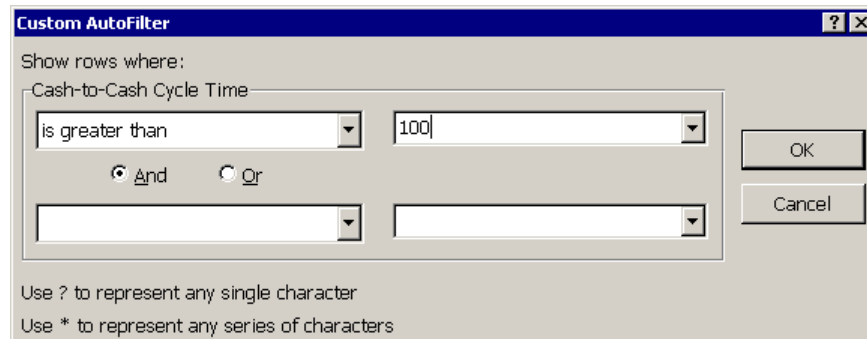 Custom AutoFilter
Show rows where:
Cash-to-Cash Cycle Time
is greater than 100
And Or
OK
Cancel
Use ? to represent any single character
Use * to represent any series of characters